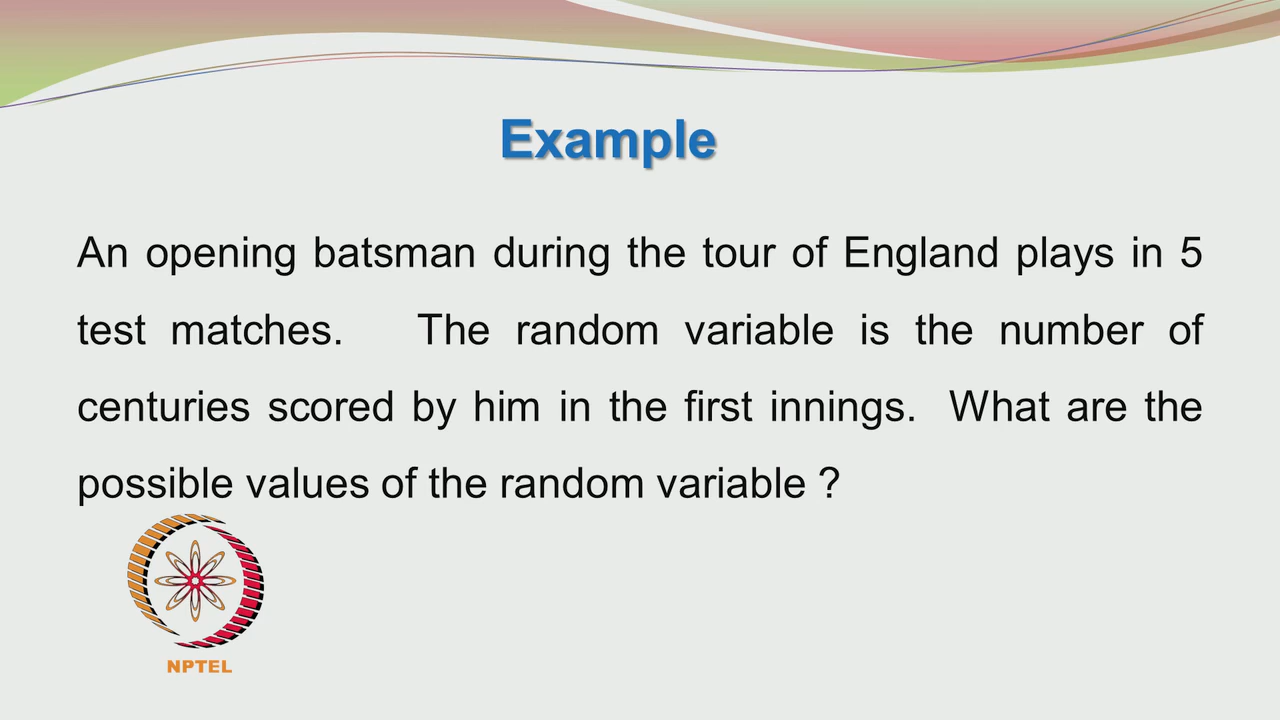 Example
An opening batsman during the tour of England plays in 5
test matches. The random variable is the number of
centuries scored by him in the first innings. What are the
possible values of the random variable ?
NPTEL